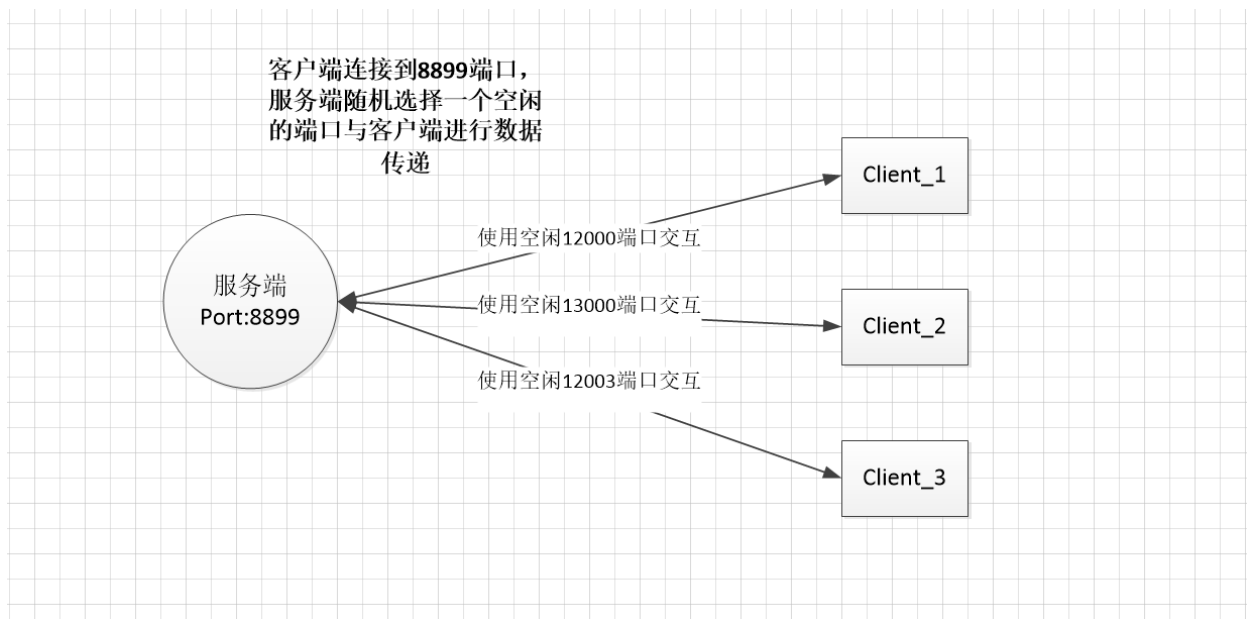 客户端连接到8899端口，
服务端随机选择一个空闲
的端口与客户端进行数据
传递
Client_1
使用空闲12000端口交互
服务端
Port:8899
使用空闲13000端口交互
Client_2
使用空闲12003端口交互
Client_3